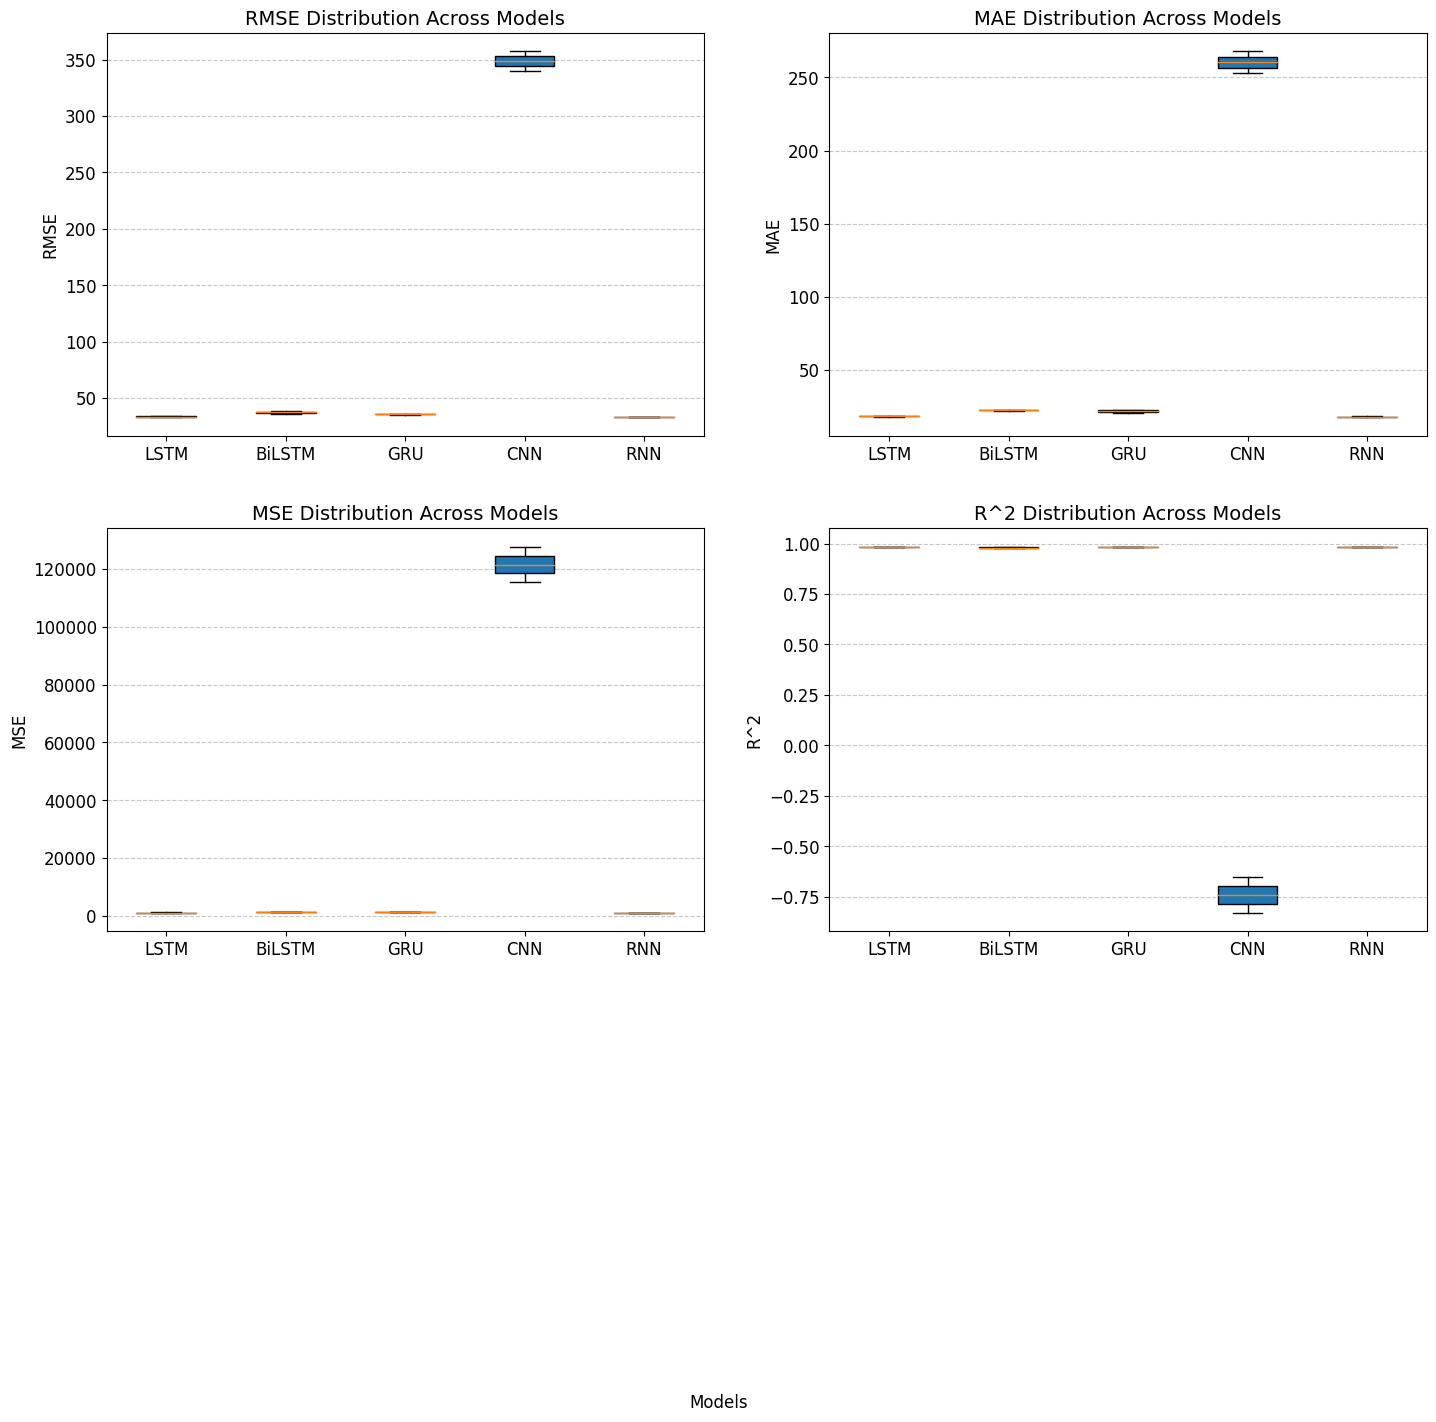 RMSE Distribution Across Models
350
300
250
200
150
100
50
RMSE
LSTM BiLSTM GRU CNN RNN
MAE Distribution Across Models
250
200
150
100
50
MAE
LSTM BiLSTM GRU CNN RNN
MSE Distribution Across Models
120000
100000
80000
60000
40000
20000
0
MSE
LSTM BiLSTM GRU CNN RNN
R^2 Distribution Across Models
1.00
0.75
0.50
0.25
0.00
−0.25
−0.50
−0.75
R^2
LSTM BiLSTM GRU CNN RNN
Models